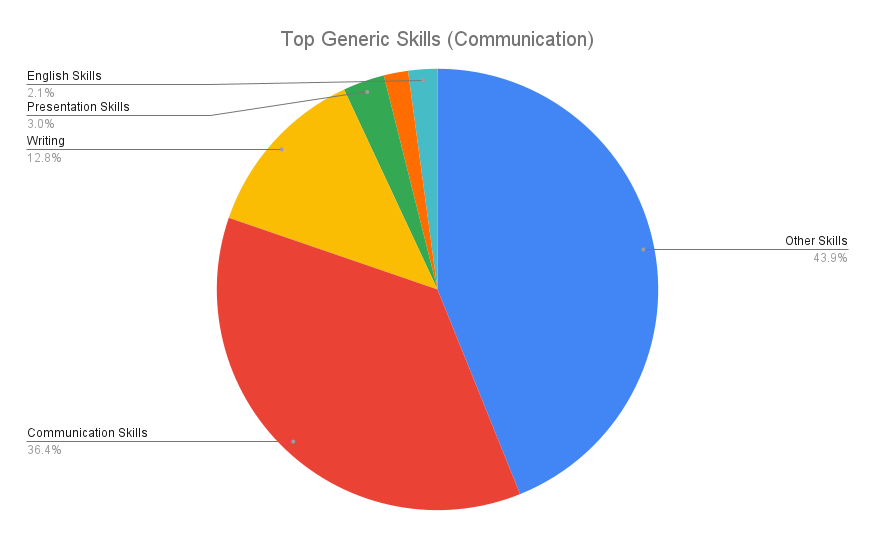 Top Generic Skills (Communication)
English Skills
2.1%
Presentation Skills
3.0%
Writing
12.8%
Other Skills
43.9%
Communication Skills
36.4%